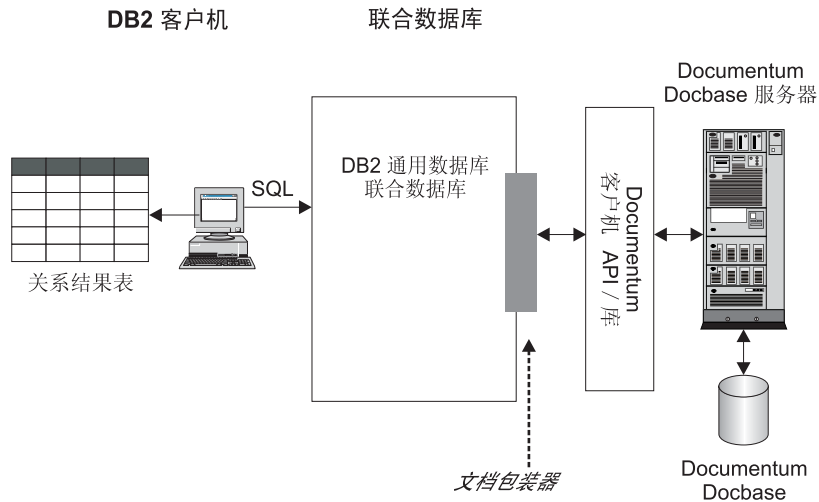 DB2 客户机
联合数据库
Documentum
Docbase 服务器
DB2 通用数据库
联合数据库
SQL
关系结果表
Documentum
客户机 API / 库
文档包装器
Documentum
Docbase